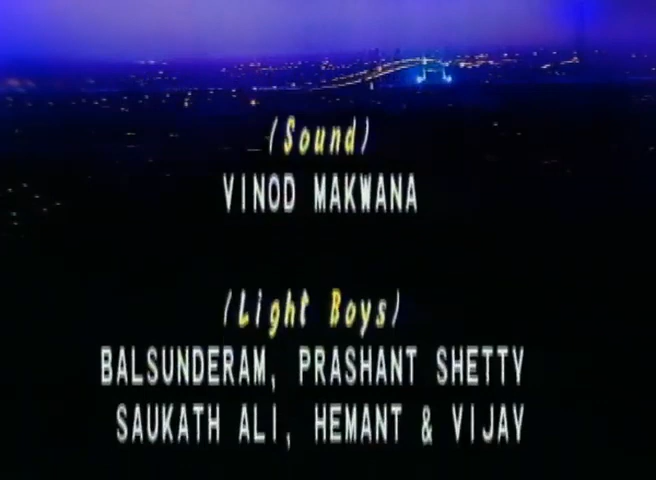 (Sound)
VINOD MAKWANA
(Light Boys)
BALSUNDERAM, PRASHANT SHETTY
SAUKATH ALI, HEMANT & VIJAY